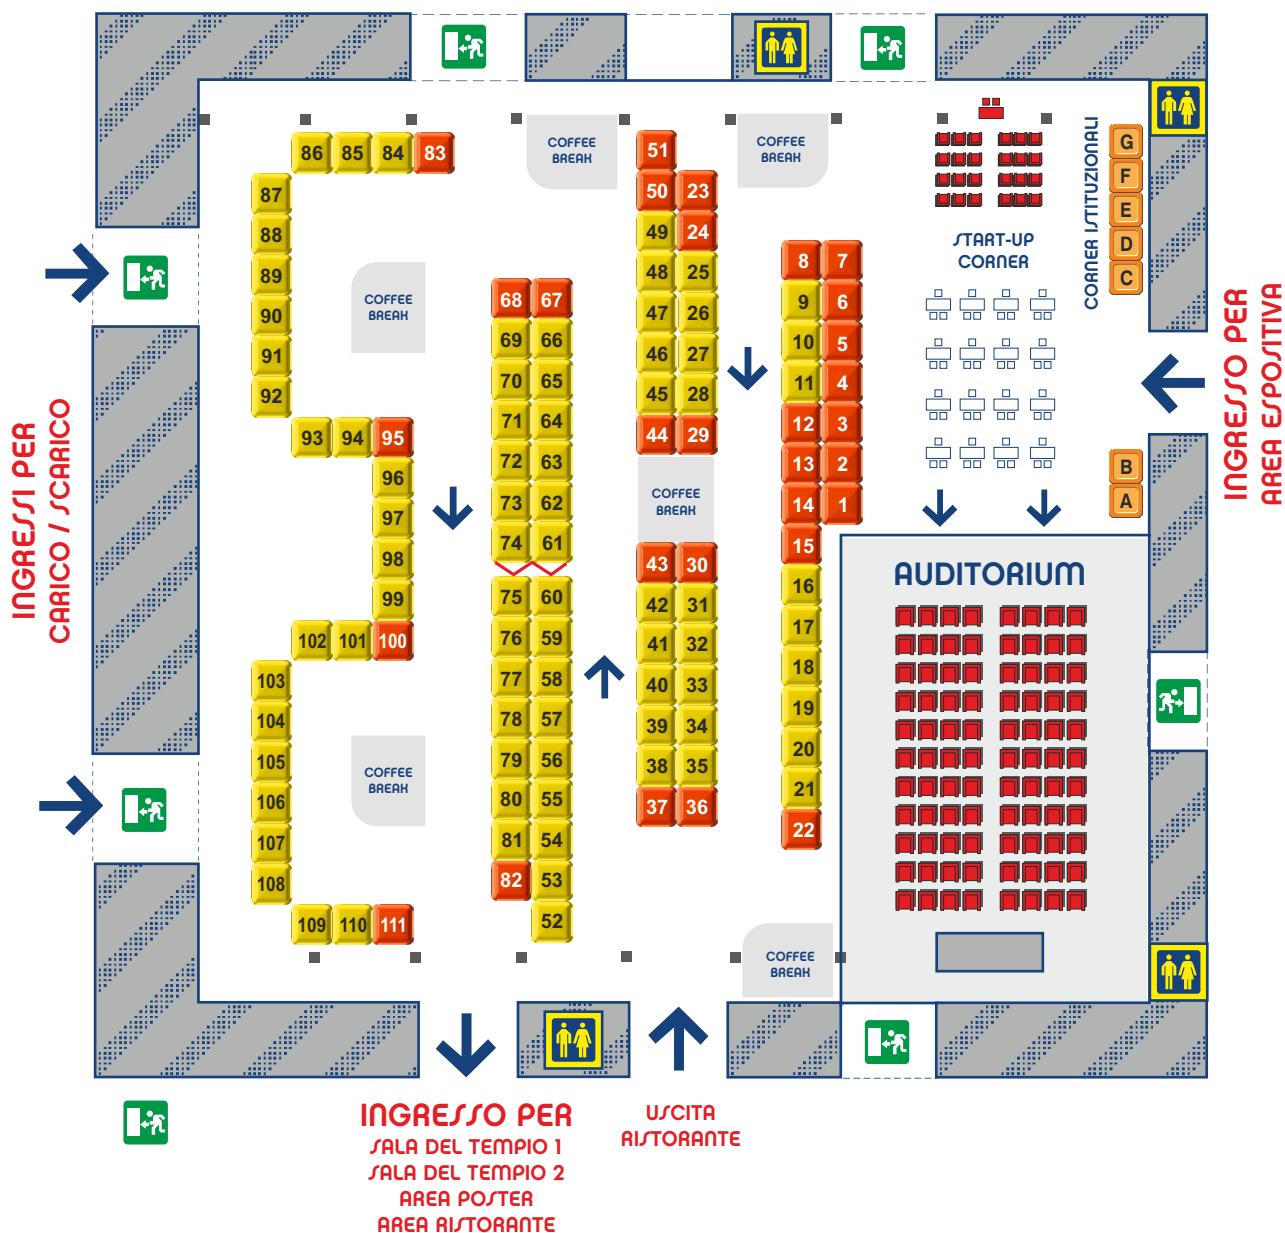 COFFEE
BREAK
COFFEE
BREAK
86 85 84 83
51
50 23
49 24
48 25
47 26
46 27
45 28
44 29
87
88
89
90
91
92
COFFEE
BREAK
93 94 95
96
97
98
99
102 101 100
103
104
105
106
107
108
109 110 111
COFFEE
BREAK
68 67
69 66
70 65
71 64
72 63
73 62
74 61
75 60
76 59
77 58
78 57
79 56
80 55
81 54
82 53
52
COFFEE
BREAK
43 30
42 31
41 32
40 33
39 34
38 35
37 36
8 7
9 6
10 5
11 4
12 3
13 2
14 1
15
16
17
18
19
20
21
22
COFFEE
BREAK
START-UP
CORNER
CORNER ISTITUZIONALI
G
F
E
D
C
B
A
AUDITORIUM
INGRESSI PER
CARICO / SCARICO
INGRESSO PER
AREA ESPOSITIVA
INGRESSO PER
SALA DEL TEMPIO 1
SALA DEL TEMPIO 2
AREA POSTER
AREA RISTORANTE
USCITA
RISTORANTE